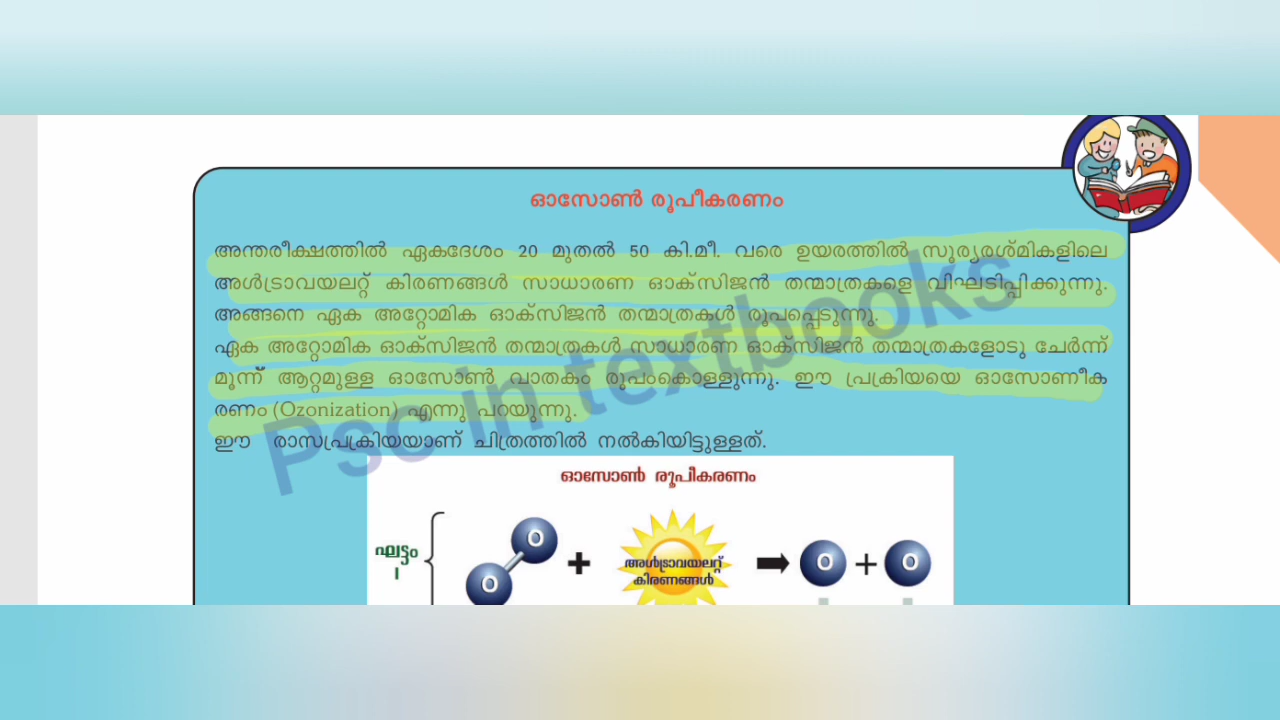 ഓസോൺ രൂപീകരണം
അന്തരീക്ഷത്തിൽ ഏകദേശം 20 മുതൽ 50 കി.മീ. വരെ ഉയരത്തിൽ സൂര്യരശ്മികളിലെ
അൾട്രാവയലറ്റ് കിരണങ്ങൾ സാധാരണ ഓക്സിജൻ തന്മാത്രകളെ വിഘടിപ്പിക്കുന്നു.
അങ്ങനെ ഏക അറ്റോമിക ഓക്സിജൻ തന്മാത്രകൾ രൂപപ്പെടുന്നു.
ഏക അറ്റോമിക ഓക്സിജൻ തന്മാത്രകൾ സാധാരണ ഓക്സിജൻ തന്മാത്രകളോടു ചേർന്ന്
മൂന്ന് ആറ്റമുള്ള ഓസോൺ വാതകം രൂപംകൊള്ളുന്നു. ഈ പ്രക്രിയയെ ഓസോണീക
രണം (Ozonization) എന്നു പറയുന്നു.
ഈ രാസപ്രക്രിയയാണ് ചിത്രത്തിൽ നൽകിയിട്ടുള്ളത്.
Psc in textbooks
ഓസോൺ രൂപീകരണം
ഘട്ടം
I
O
O
+
അൾട്രാവയലറ്റ്
കിരണങ്ങൾ
O + O